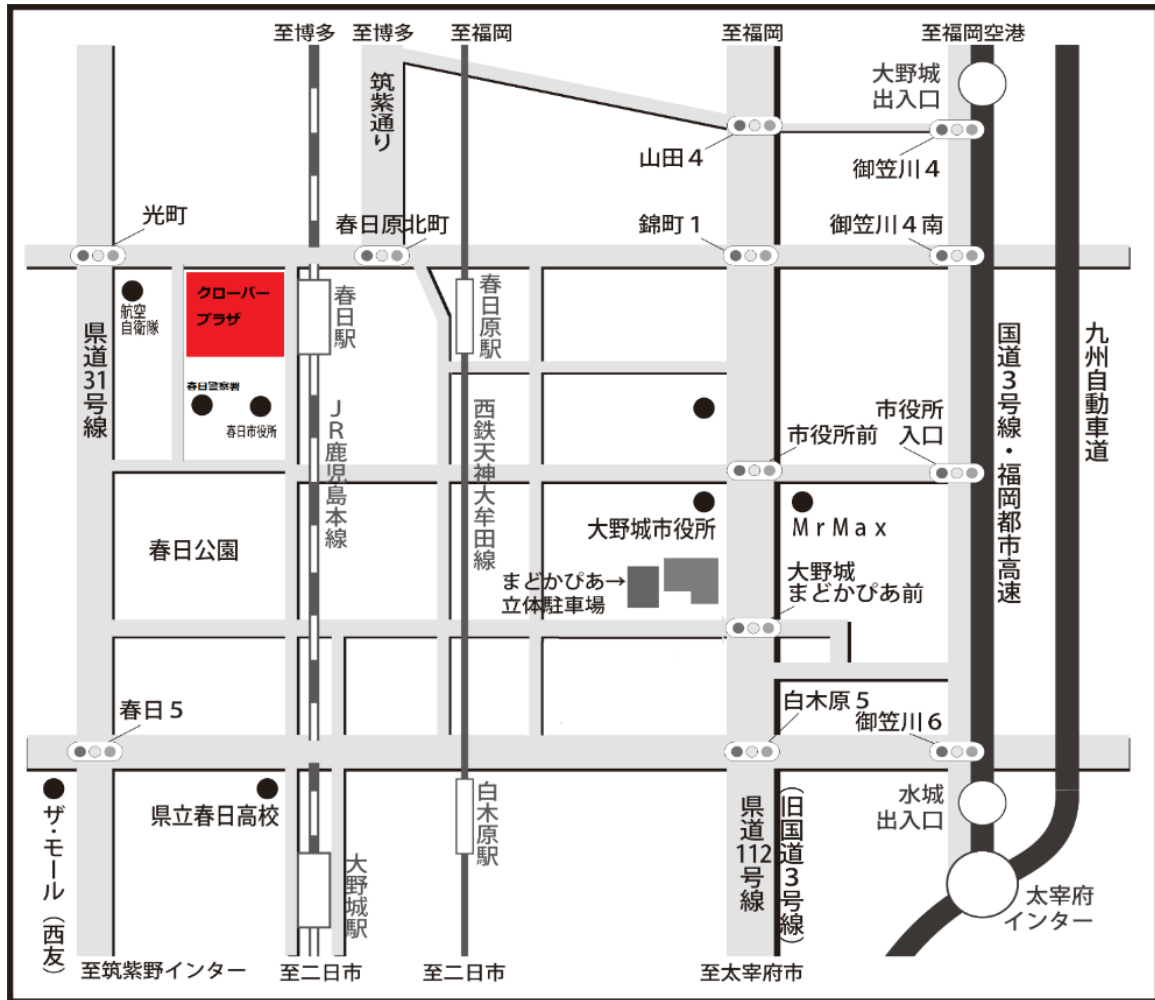 至博多
至博多
至福岡
至福岡
至福岡空港
大野城
出入口
筑紫通り
山田4
御笠川4
光町
春日原北町
錦町1
御笠川4南
クローバー
プラザ
航空
自衛隊
春日駅
春日原駅
県道31号線
国道3号線・福岡都市高速
九州自動車道
春日警察署
春日市役所
JR鹿児島本線
西鉄天神大牟田線
市役所前
市役所
入口
春日公園
大野城市役所
MrMax
まどかぴあ→
立体駐車場
大野城
まどかぴあ前
春日5
白木原5
御笠川6
ザ・モール(西友)
県立春日高校
白木原駅
県道112号線
(旧国道3号線)
水城
出入口
大野城駅
太宰府
インター
至筑紫野インター
至二日市
至二日市
至太宰府市